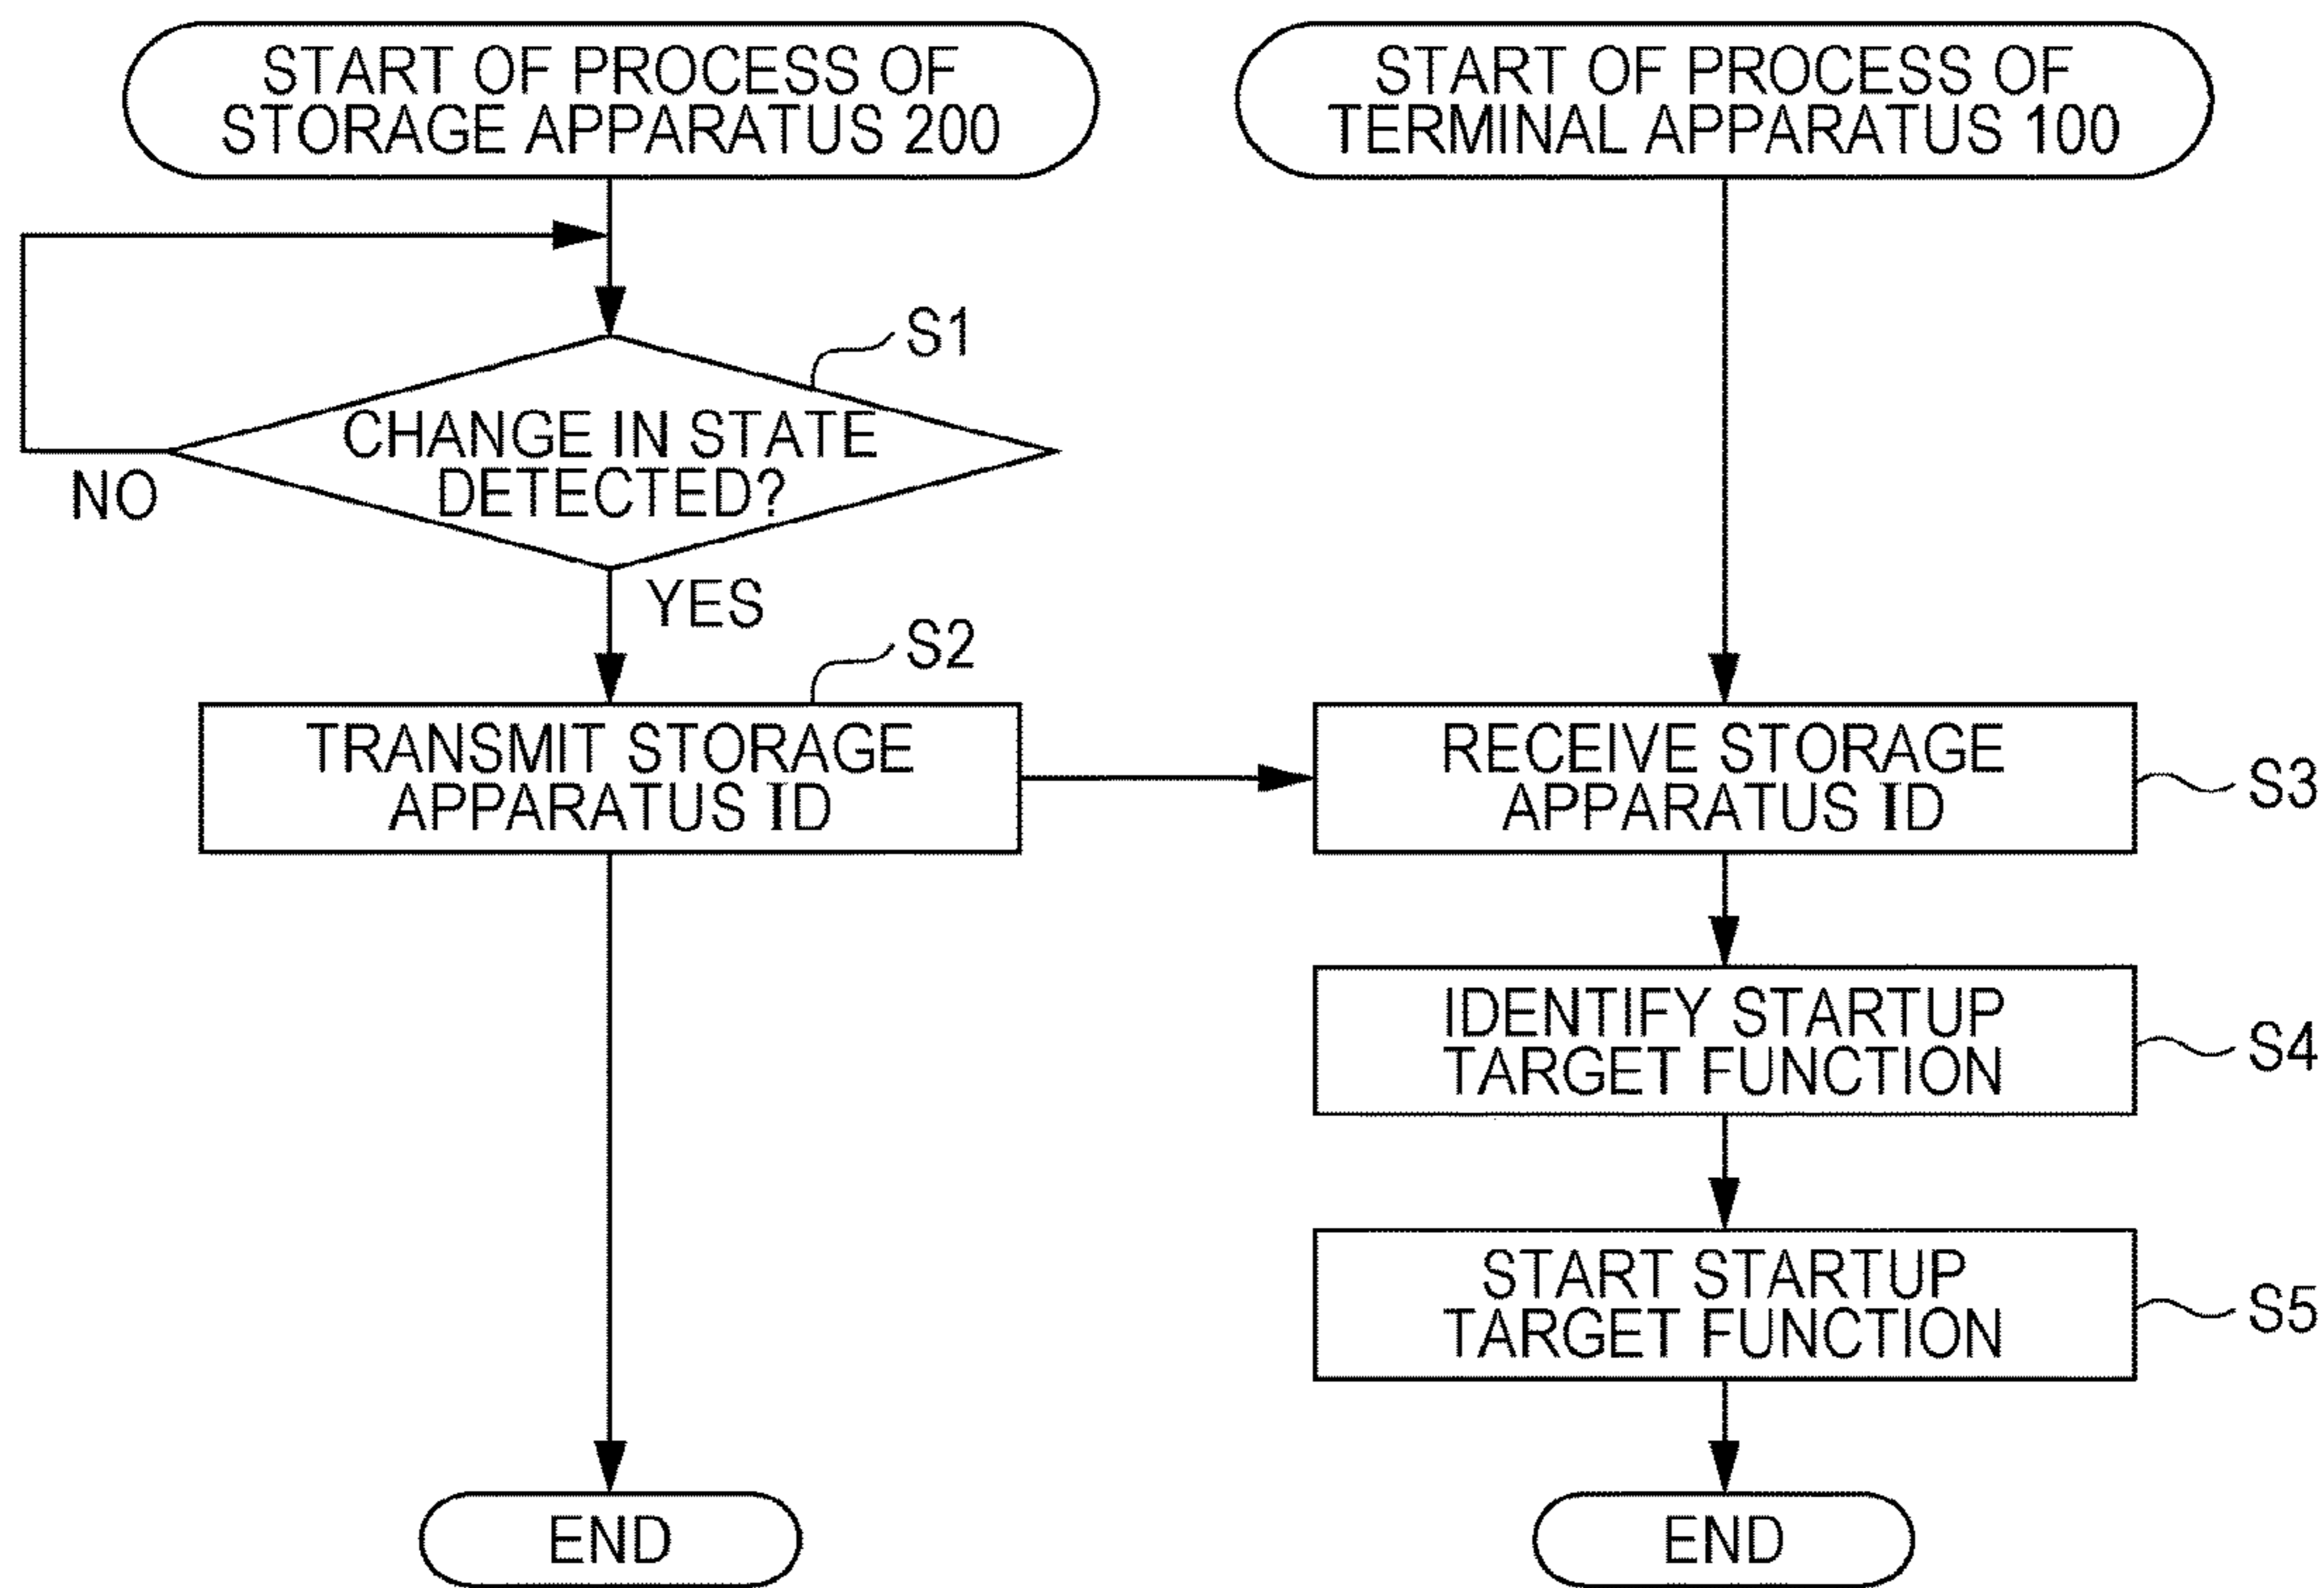 START OF PROCESS OF
STORAGE APPARATUS 200
START OF PROCESS OF
TERMINAL APPARATUS 100
S1
CHANGE IN STATE
DETECTED?
NO
YES
S2
TRANSMIT STORAGE
APPARATUS ID
RECEIVE STORAGE
APPARATUS ID
S3
IDENTIFY STARTUP
TARGET FUNCTION
S4
START STARTUP
TARGET FUNCTION
S5
END
END